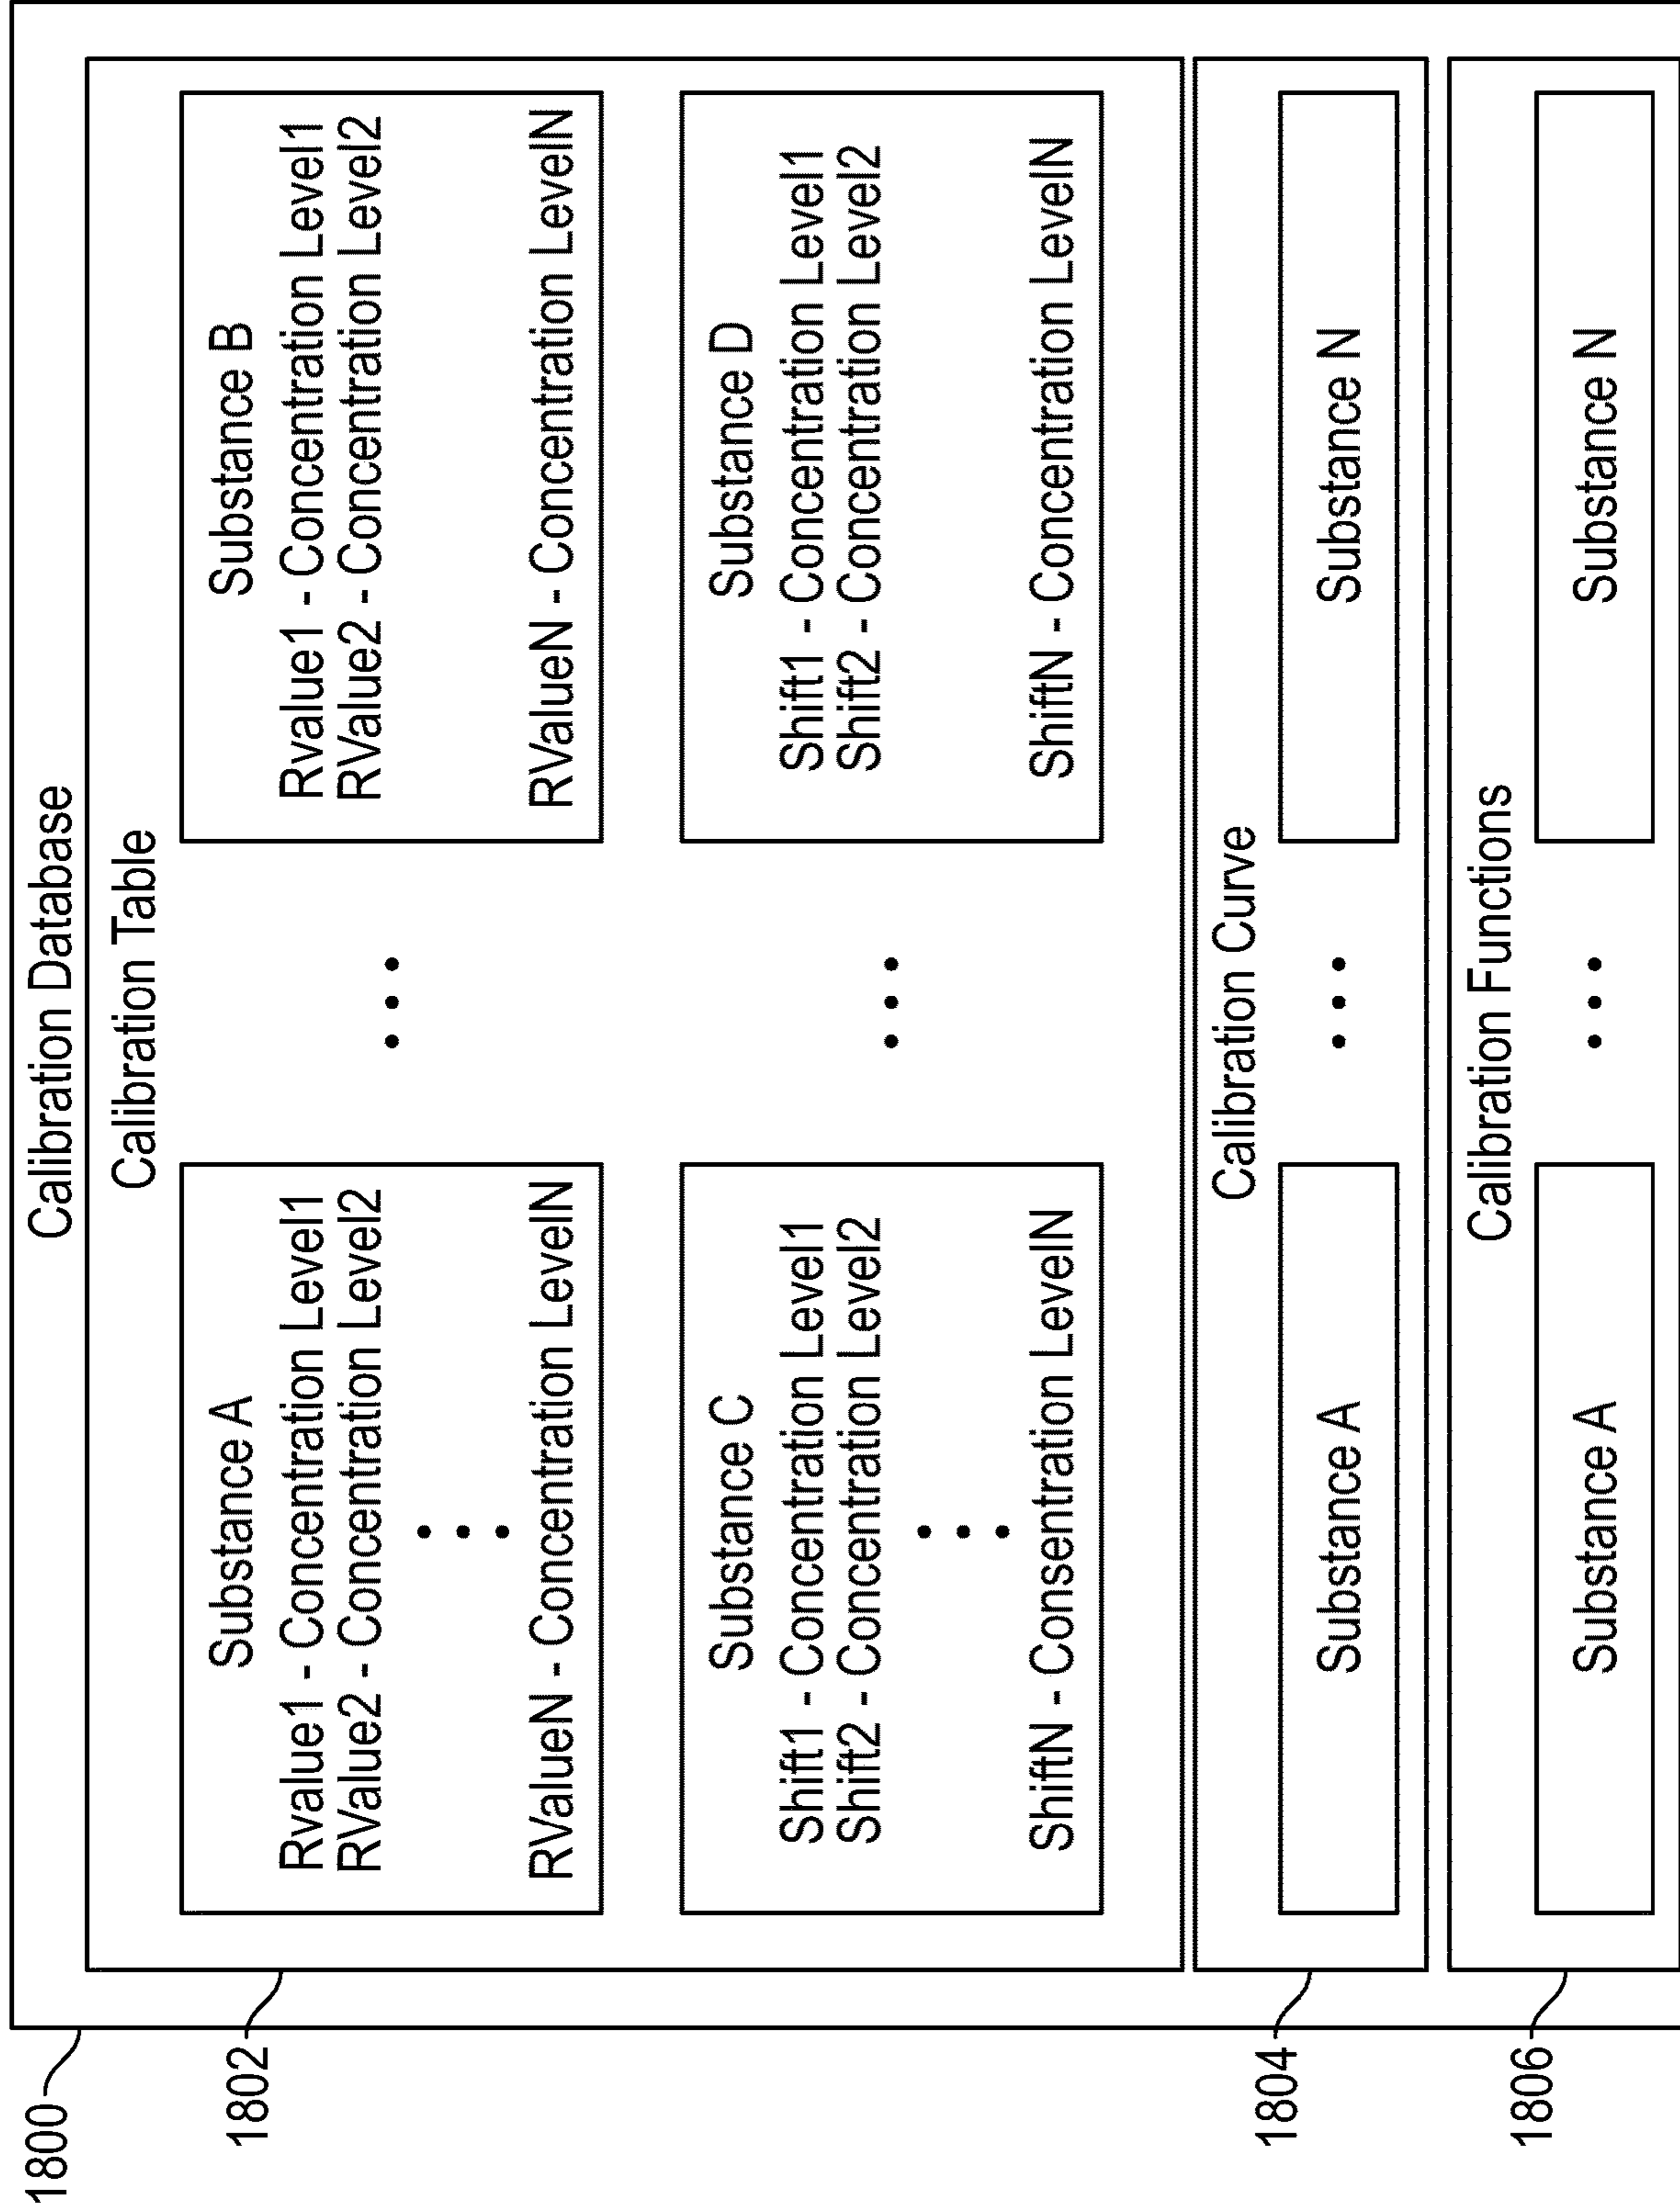 1800
Calibration Database
1802
Calibration Table
Substance A
Rvalue1 - Concentration Level1
RValue2 - Concentration Level2
RValueN - Concentration LevelN
Substance B
Rvalue1 - Concentration Level1
RValue2 - Concentration Level2
RValueN - Concentration LevelN
Substance C
Shift1 - Concentration Level1
Shift2 - Concentration Level2
ShiftN - Consentration LevelN
Substance D
Shift1 - Concentration Level1
Shift2 - Concentration Level2
ShiftN - Concentration LevelN
1804
Calibration Curve
Substance A
Substance N
1806
Calibration Functions
Substance A
Substance N